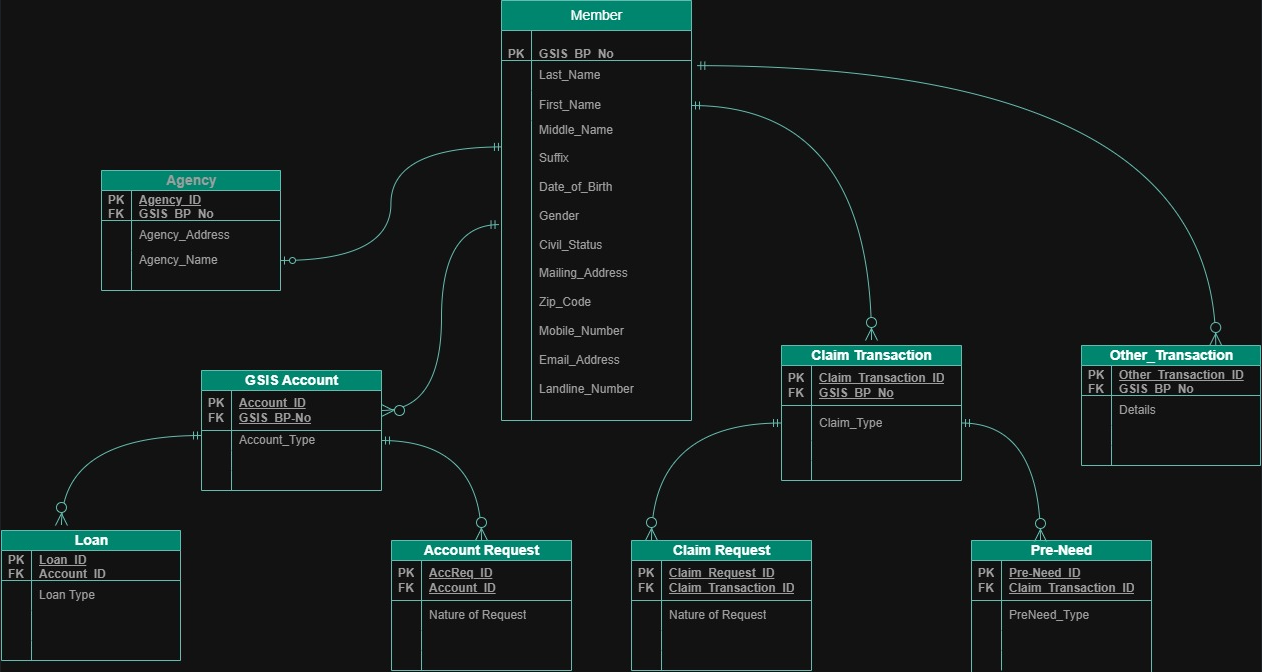 Member
PK GSIS_BP_No
Last_Name
First_Name
Middle_Name
Suffix
Date_of_Birth
Gender
Civil_Status
Mailing_Address
Zip_Code
Mobile_Number
Email_Address
Landline_Number
Agency
PK Agency_ID
FK GSIS_BP_No
Agency_Address
Agency_Name
GSIS Account
PK Account_ID
FK GSIS_BP-No
Account_Type
Claim Transaction
PK Claim_Transaction_ID
FK GSIS_BP_No
Claim_Type
Other_Transaction
PK Other_Transaction_ID
FK GSIS_BP_No
Details
Loan
PK Loan_ID
FK Account_ID
Loan Type
Account Request
PK AccReq_ID
FK Account_ID
Nature of Request
Claim Request
PK Claim_Request_ID
FK Claim_Transaction_ID
Nature of Request
Pre-Need
PK Pre-Need_ID
FK Claim_Transaction_ID
PreNeed_Type